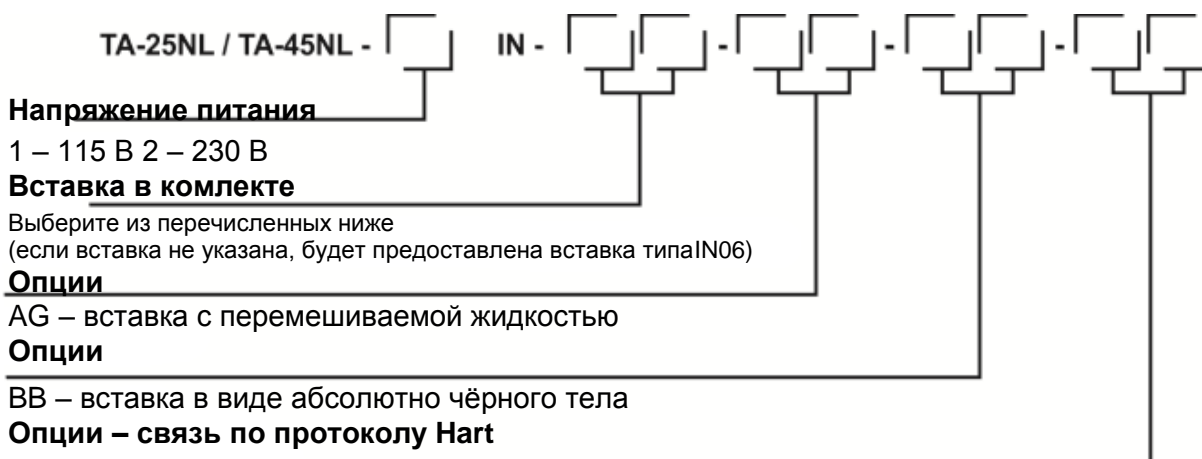 TA-25NL / TA-45NL - IN - - - -
Напряжение питания
1 – 115 В 2 – 230 В
Вставка в комлекте
Выберите из перечисленных ниже
(если вставка не указана, будет предоставлена вставка типаIN06)
Опции
AG – вставка с перемешиваемой жидкостью
Опции
BB – вставка в виде абсолютно чёрного тела
Опции – связь по протоколу Hart